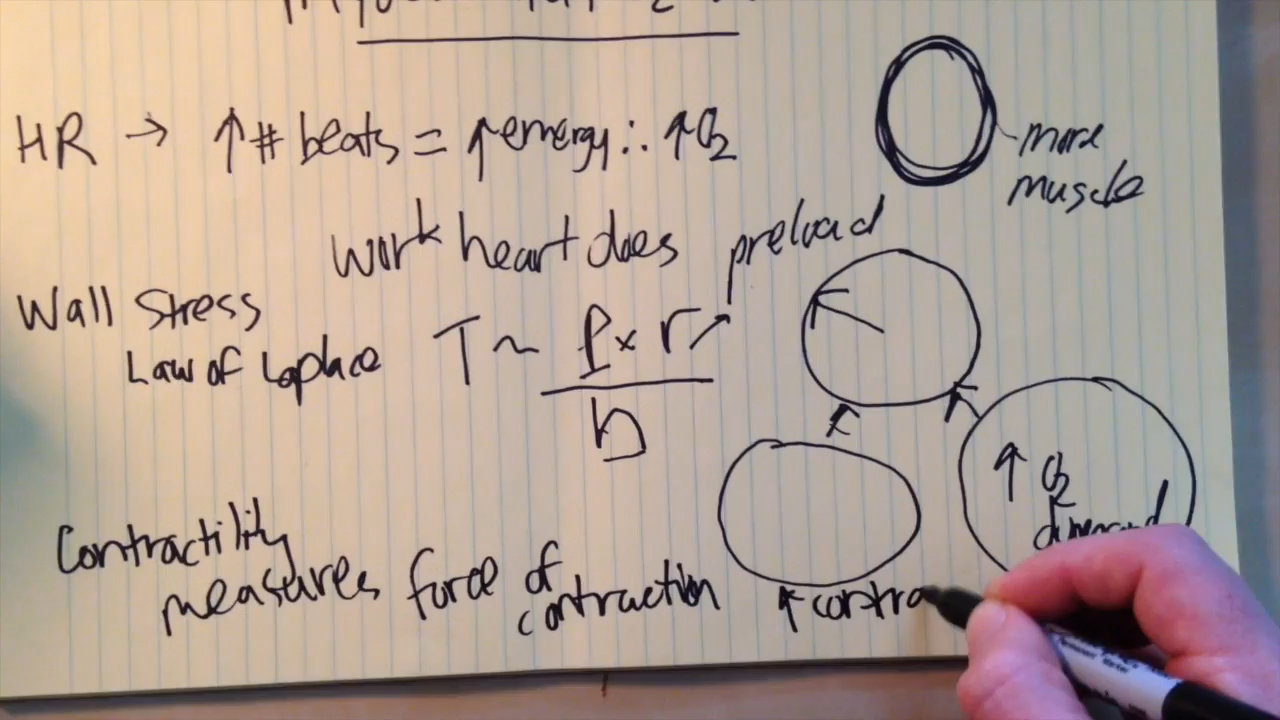 HR → ↑ # beats = ↑ energy ∴ ↑ O2
more
muscle
work heart does
preload
Wall Stress
Law of Laplace
T ~ P x r
h
↑ O2
demand
Contractility
measures force of
contraction
↑ contra